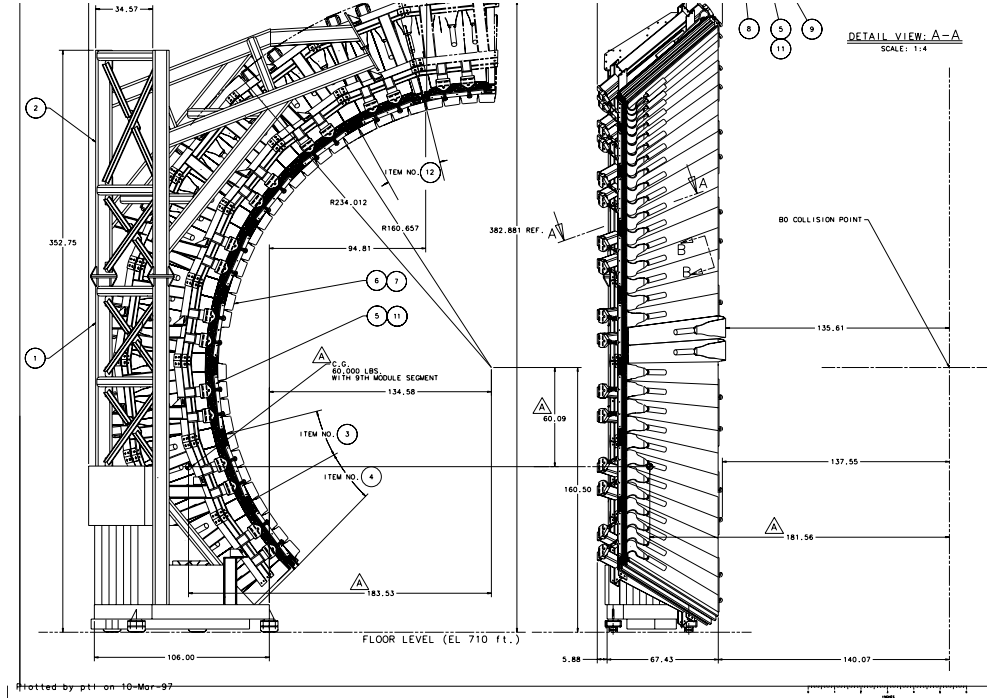 34.57
8
5
9
11
DETAIL VIEW: A-A
SCALE: 1:4
2
ITEM NO.
12
A
R234.012
B0 COLLISION POINT
R160.657
382.881 REF.
A
352.75
94.81
B
B
6
7
5
11
135.61
1
A
C.G.
60,000 LBS.
WITH 9TH MODULE SEGMENT
134.58
A
60.09
ITEM NO.
3
137.55
ITEM NO.
4
160.50
A
181.56
A
183.53
FLOOR LEVEL (EL 710 ft.)
106.00
5.88
67.43
140.07
Plotted by ptl on 10-Mar-97